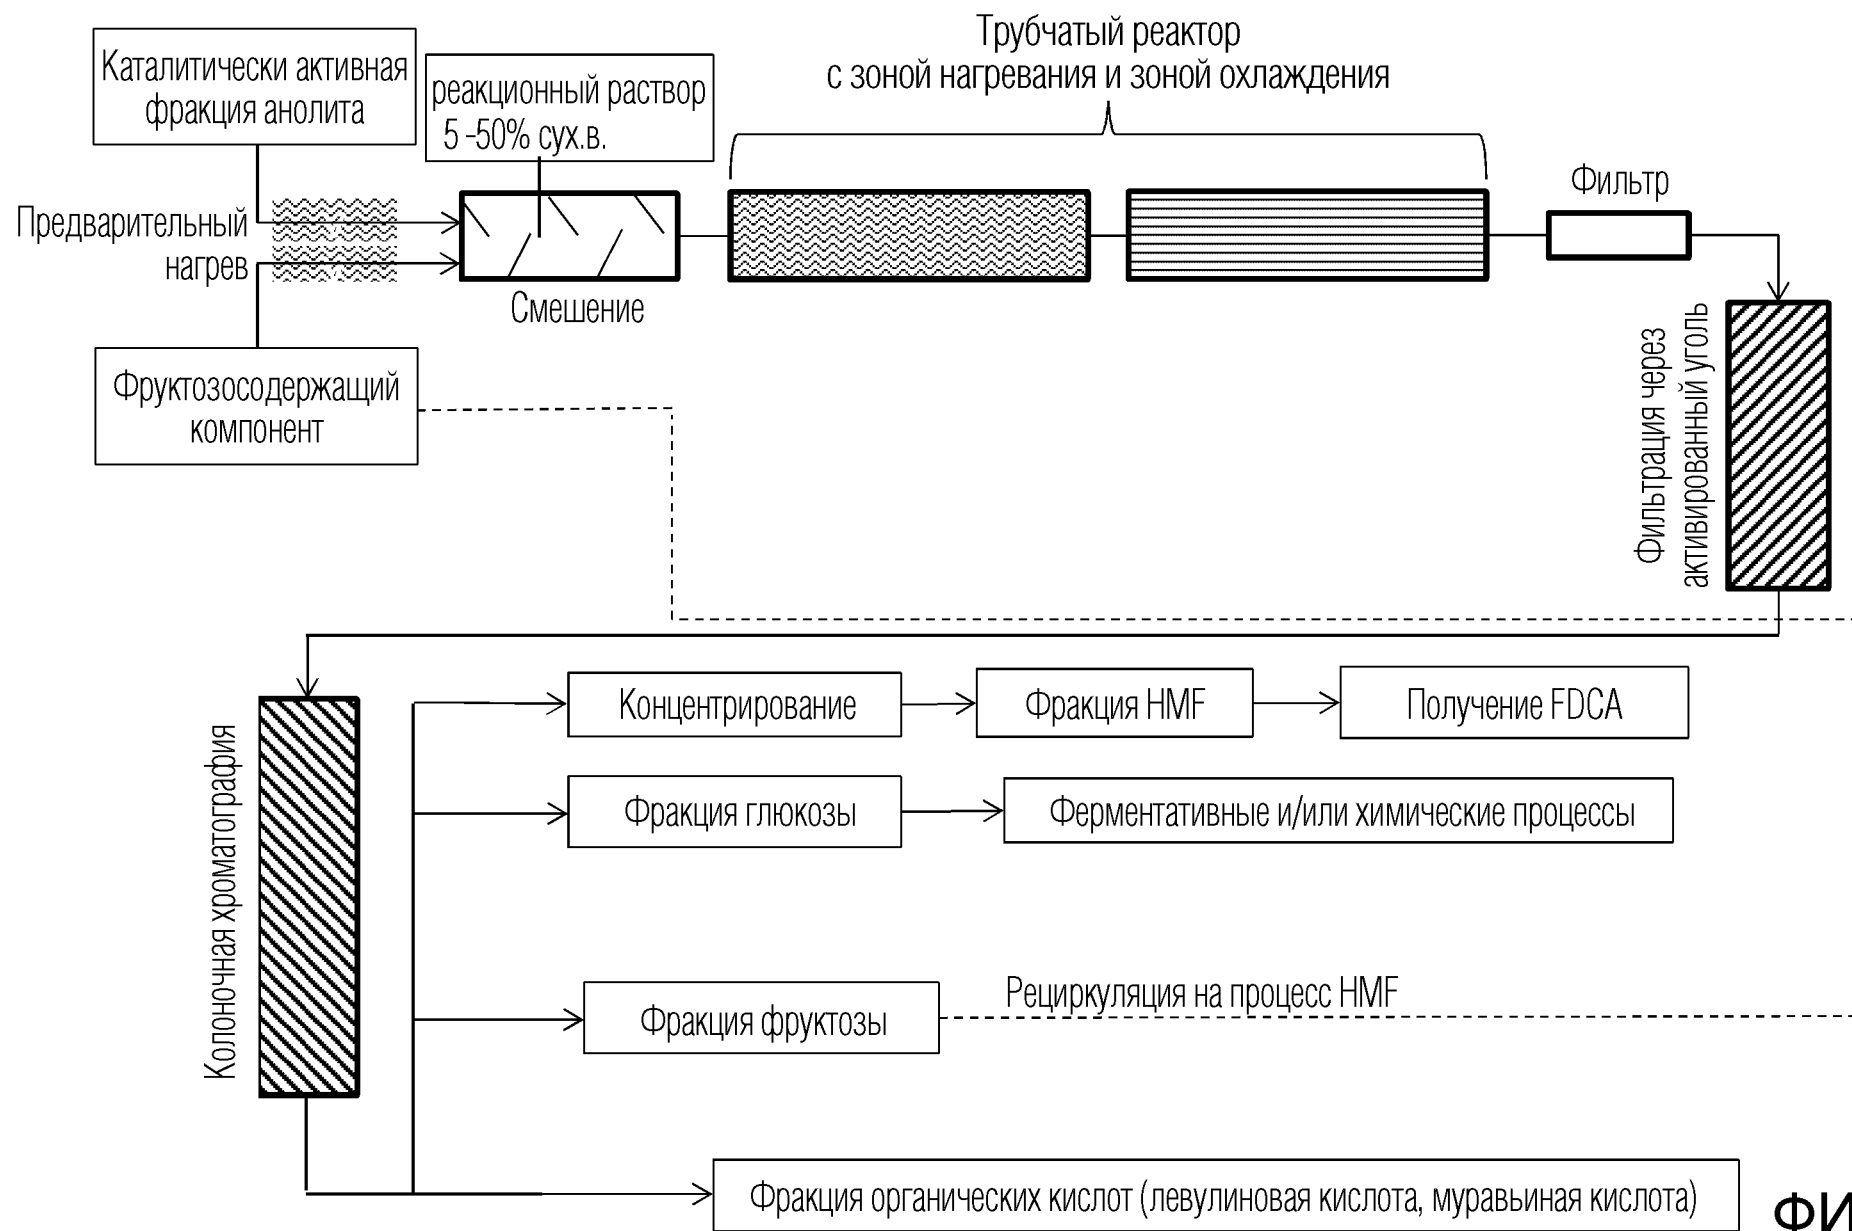 Трубчатый реактор
с зоной нагревания и зоной охлаждения
Каталитически активная
фракция анолита
реакционный раствор
5 -50% сух.в.
Предварительный
нагрев
Смешение
Фильтр
Фруктозосодержащий
компонент
Фильтрация через
активированный уголь
Колоночная хроматография
Концентрирование
Фракция HMF
Получение FDCA
Фракция глюкозы
Ферментативные и/или химические процессы
Фракция фруктозы
Рециркуляция на процесс HMF
Фракция органических кислот (левулиновая кислота, муравьиная кислота)
ФИ